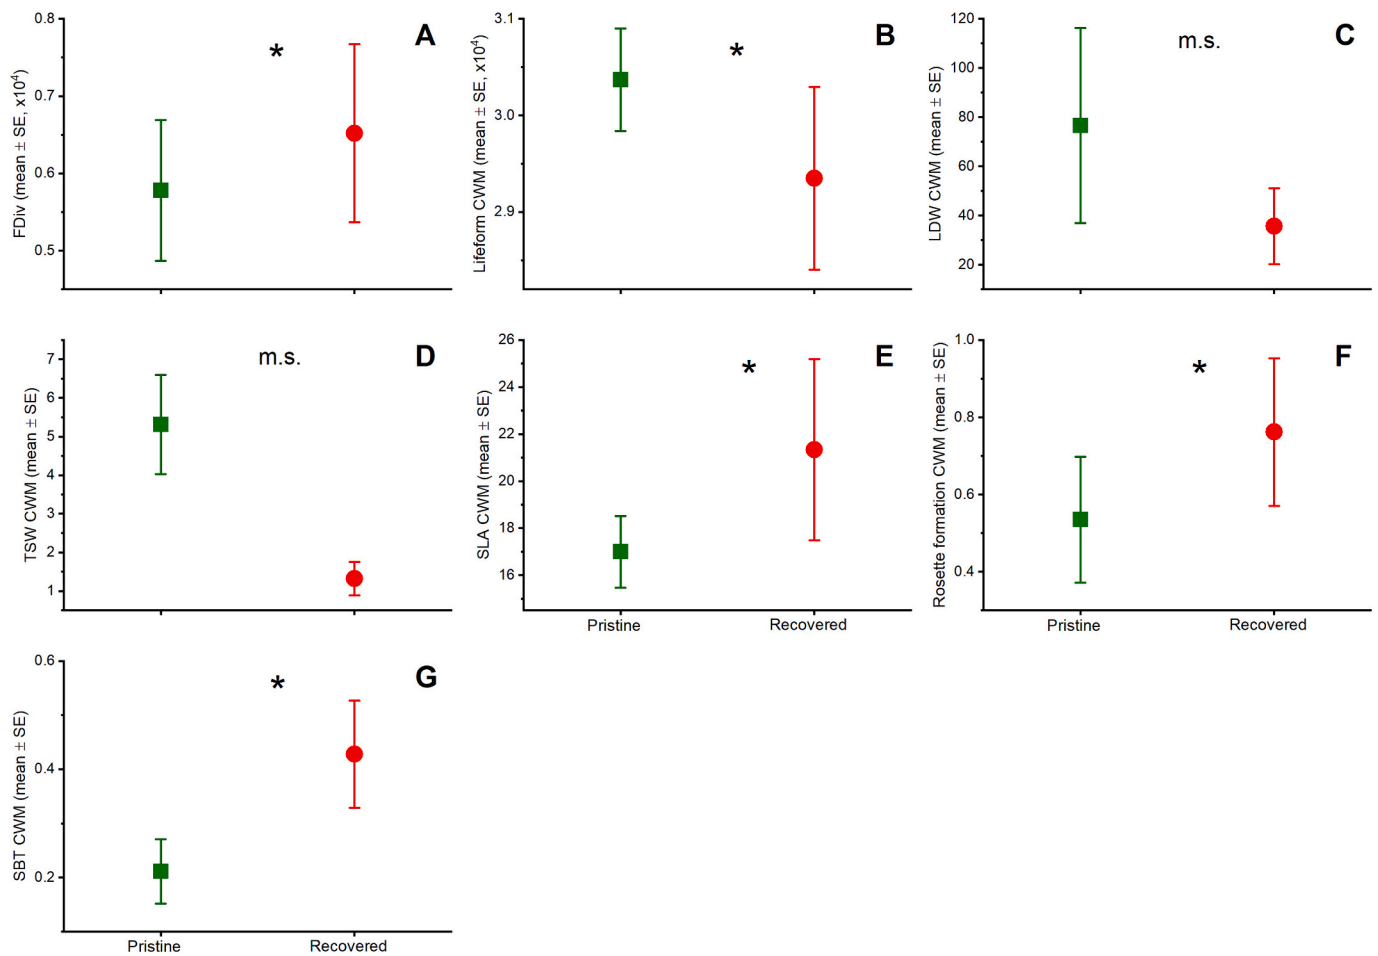 A
*
FDiv (mean ± SE, x10⁴)
0.8
0.7
0.6
0.5
B
*
Lifeform CWM (mean ± SE, x10⁴)
3.1
3.0
2.9
C
m.s.
LDW CWM (mean ± SE)
120
100
80
60
40
20
D
m.s.
TSW CWM (mean ± SE)
7
6
5
4
3
2
1
E
*
SLA CWM (mean ± SE)
26
24
22
20
18
16
Pristine
Recovered
F
*
Rosette formation CWM (mean ± SE)
1.0
0.8
0.6
0.4
Pristine
Recovered
G
*
SBT CWM (mean ± SE)
0.6
0.4
0.2
Pristine
Recovered